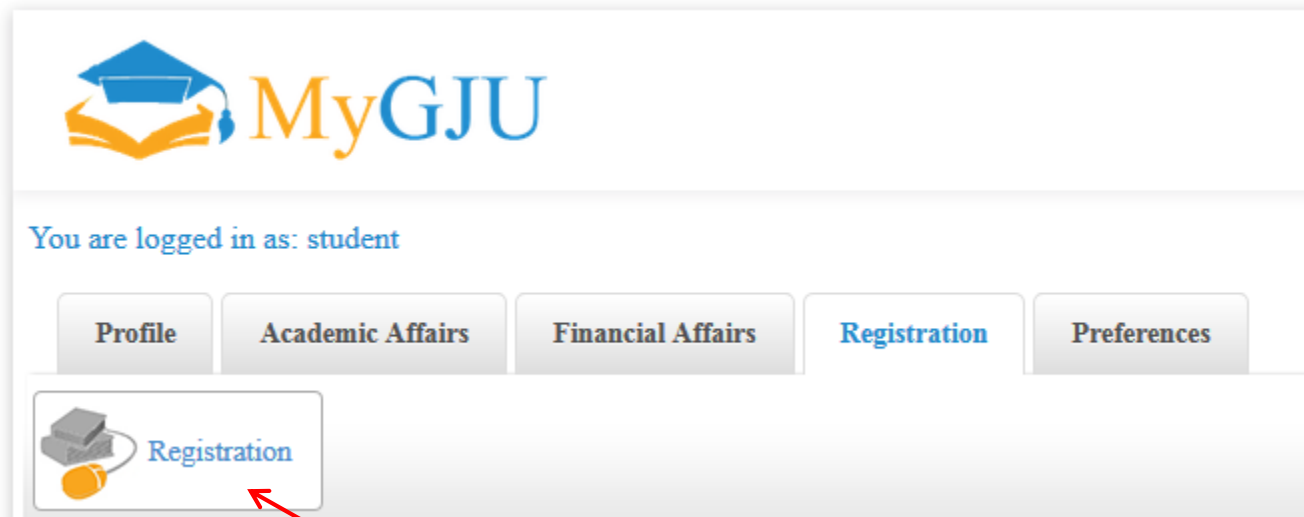 MyGJU
You are logged in as: student
Profile Academic Affairs Financial Affairs Registration Preferences
Registration